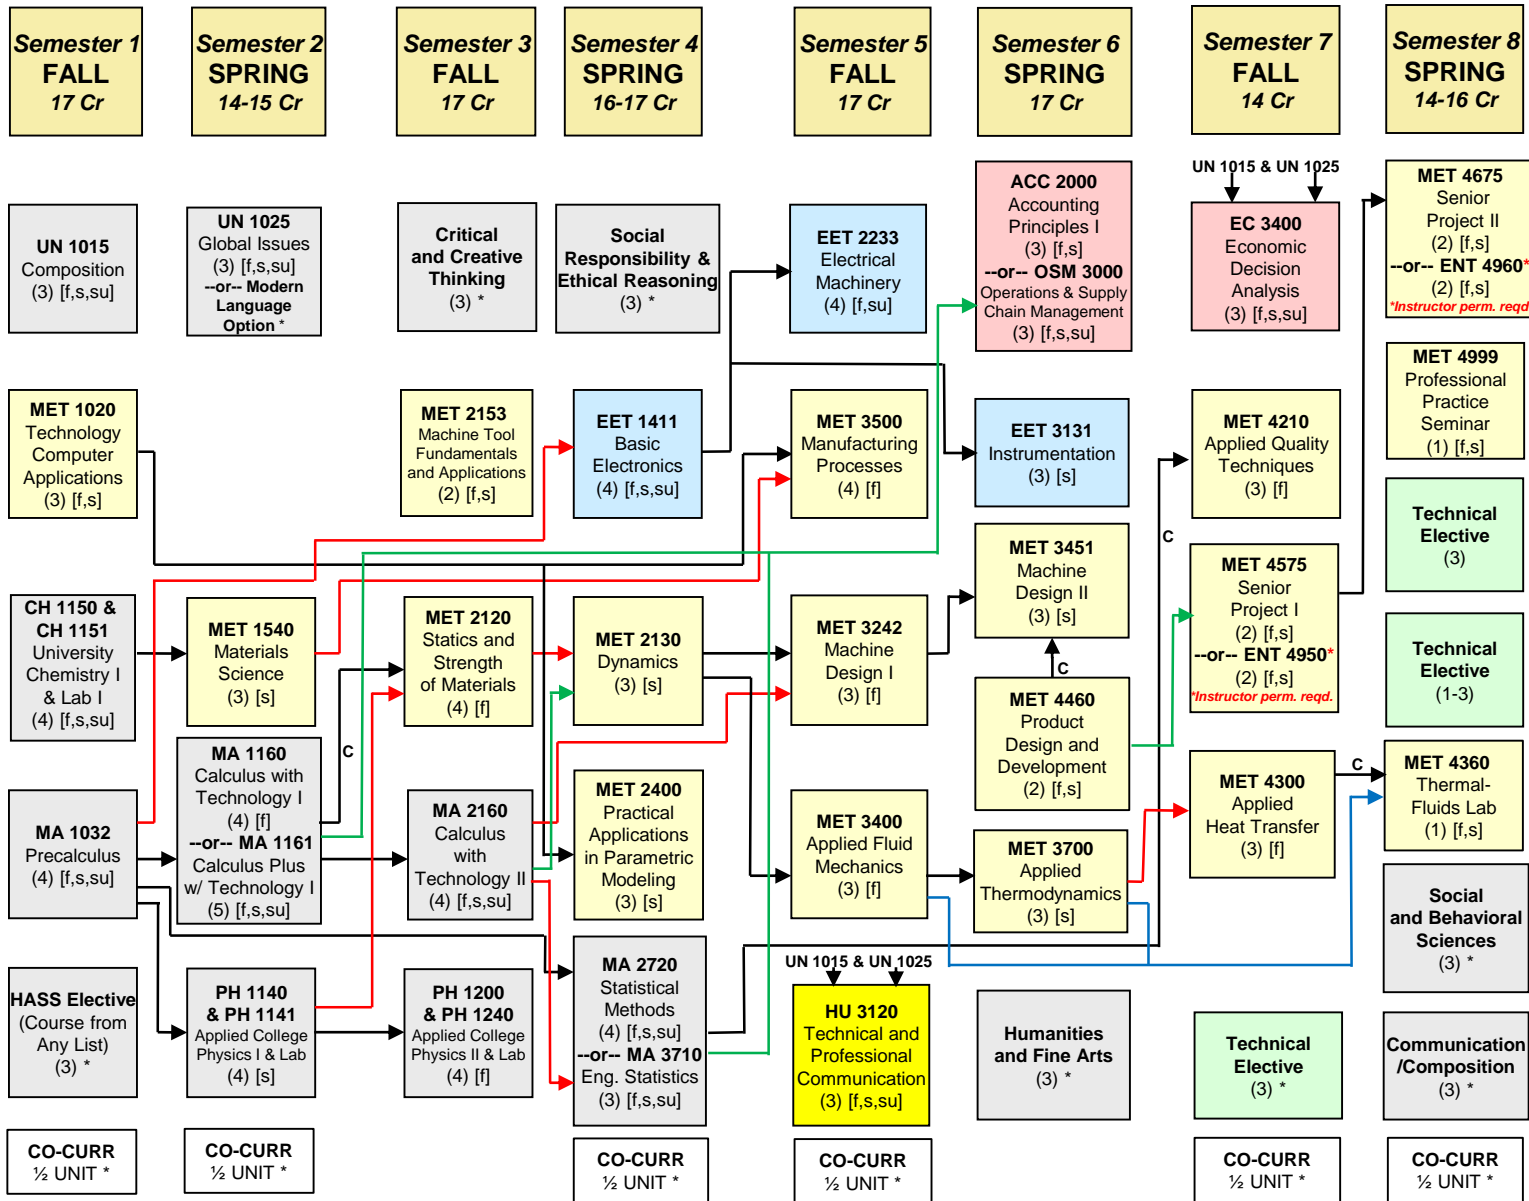 Semester 1
FALL
17 Cr
Semester 2
SPRING
14-15 Cr
Semester 3
FALL
17 Cr
Semester 4
SPRING
16-17 Cr
Semester 5
FALL
17 Cr
Semester 6
SPRING
17 Cr
Semester 7
FALL
14 Cr
Semester 8
SPRING
14-16 Cr
UN 1015
Composition
(3) [f,s,su]
UN 1025
Global Issues
(3) [f,s,su]
--or-- Modern
Language
Option *
Critical
and Creative
Thinking
(3) *
Social
Responsibility &
Ethical Reasoning
(3) *
EET 2233
Electrical
Machinery
(4) [f,su]
ACC 2000
Accounting
Principles I
(3) [f,s]
--or-- OSM 3000
Operations & Supply
Chain Management
(3) [f,s,su]
UN 1015 & UN 1025
EC 3400
Economic
Decision
Analysis
(3) [f,s,su]
MET 4675
Senior
Project II
(2) [f,s]
--or-- ENT 4960*
(2) [f,s]
*Instructor perm. reqd
MET 1020
Technology
Computer
Applications
(3) [f,s]
MET 2153
Machine Tool
Fundamentals
and Applications
(2) [f,s]
EET 1411
Basic
Electronics
(4) [f,s,su]
MET 3500
Manufacturing
Processes
(4) [f]
EET 3131
Instrumentation
(3) [s]
MET 4210
Applied Quality
Techniques
(3) [f]
MET 4999
Professional
Practice
Seminar
(1) [f,s]
Technical
Elective
(3)
C
CH 1150 &
CH 1151
University
Chemistry I
& Lab I
(4) [f,s,su]
MET 1540
Materials
Science
(3) [s]
MET 2120
Statics and
Strength
of Materials
(4) [f]
MET 2130
Dynamics
(3) [s]
MET 3242
Machine
Design I
(3) [f]
MET 3451
Machine
Design II
(3) [s]
C
MET 4460
Product
Design and
Development
(2) [f,s]
MET 4575
Senior
Project I
(2) [f,s]
--or-- ENT 4950*
(2) [f,s]
*Instructor perm. reqd.
Technical
Elective
(1-3)
MA 1032
Precalculus
(4) [f,s,su]
MA 1160
Calculus with
Technology I
(4) [f]
--or-- MA 1161
Calculus Plus
w/ Technology I
(5) [f,s,su]
C
MA 2160
Calculus
with
Technology II
(4) [f,s,su]
MET 2400
Practical
Applications
in Parametric
Modeling
(3) [s]
MET 3400
Applied Fluid
Mechanics
(3) [f]
MET 3700
Applied
Thermodynamics
(3) [s]
MET 4300
Applied
Heat Transfer
(3) [f]
C
MET 4360
Thermal-
Fluids Lab
(1) [f,s]
Social
and Behavioral
Sciences
(3) *
HASS Elective
(Course from
Any List)
(3) *
PH 1140
& PH 1141
Applied College
Physics I & Lab
(4) [s]
PH 1200
& PH 1240
Applied College
Physics II & Lab
(4) [f]
MA 2720
Statistical
Methods
(4) [f,s,su]
--or-- MA 3710
Eng. Statistics
(3) [f,s,su]
UN 1015 & UN 1025
HU 3120
Technical and
Professional
Communication
(3) [f,s,su]
Humanities
and Fine Arts
(3) *
Technical
Elective
(3) *
Communication
/Composition
(3) *
CO-CURR
½ UNIT *
CO-CURR
½ UNIT *
CO-CURR
½ UNIT *
CO-CURR
½ UNIT *
CO-CURR
½ UNIT *
CO-CURR
½ UNIT *